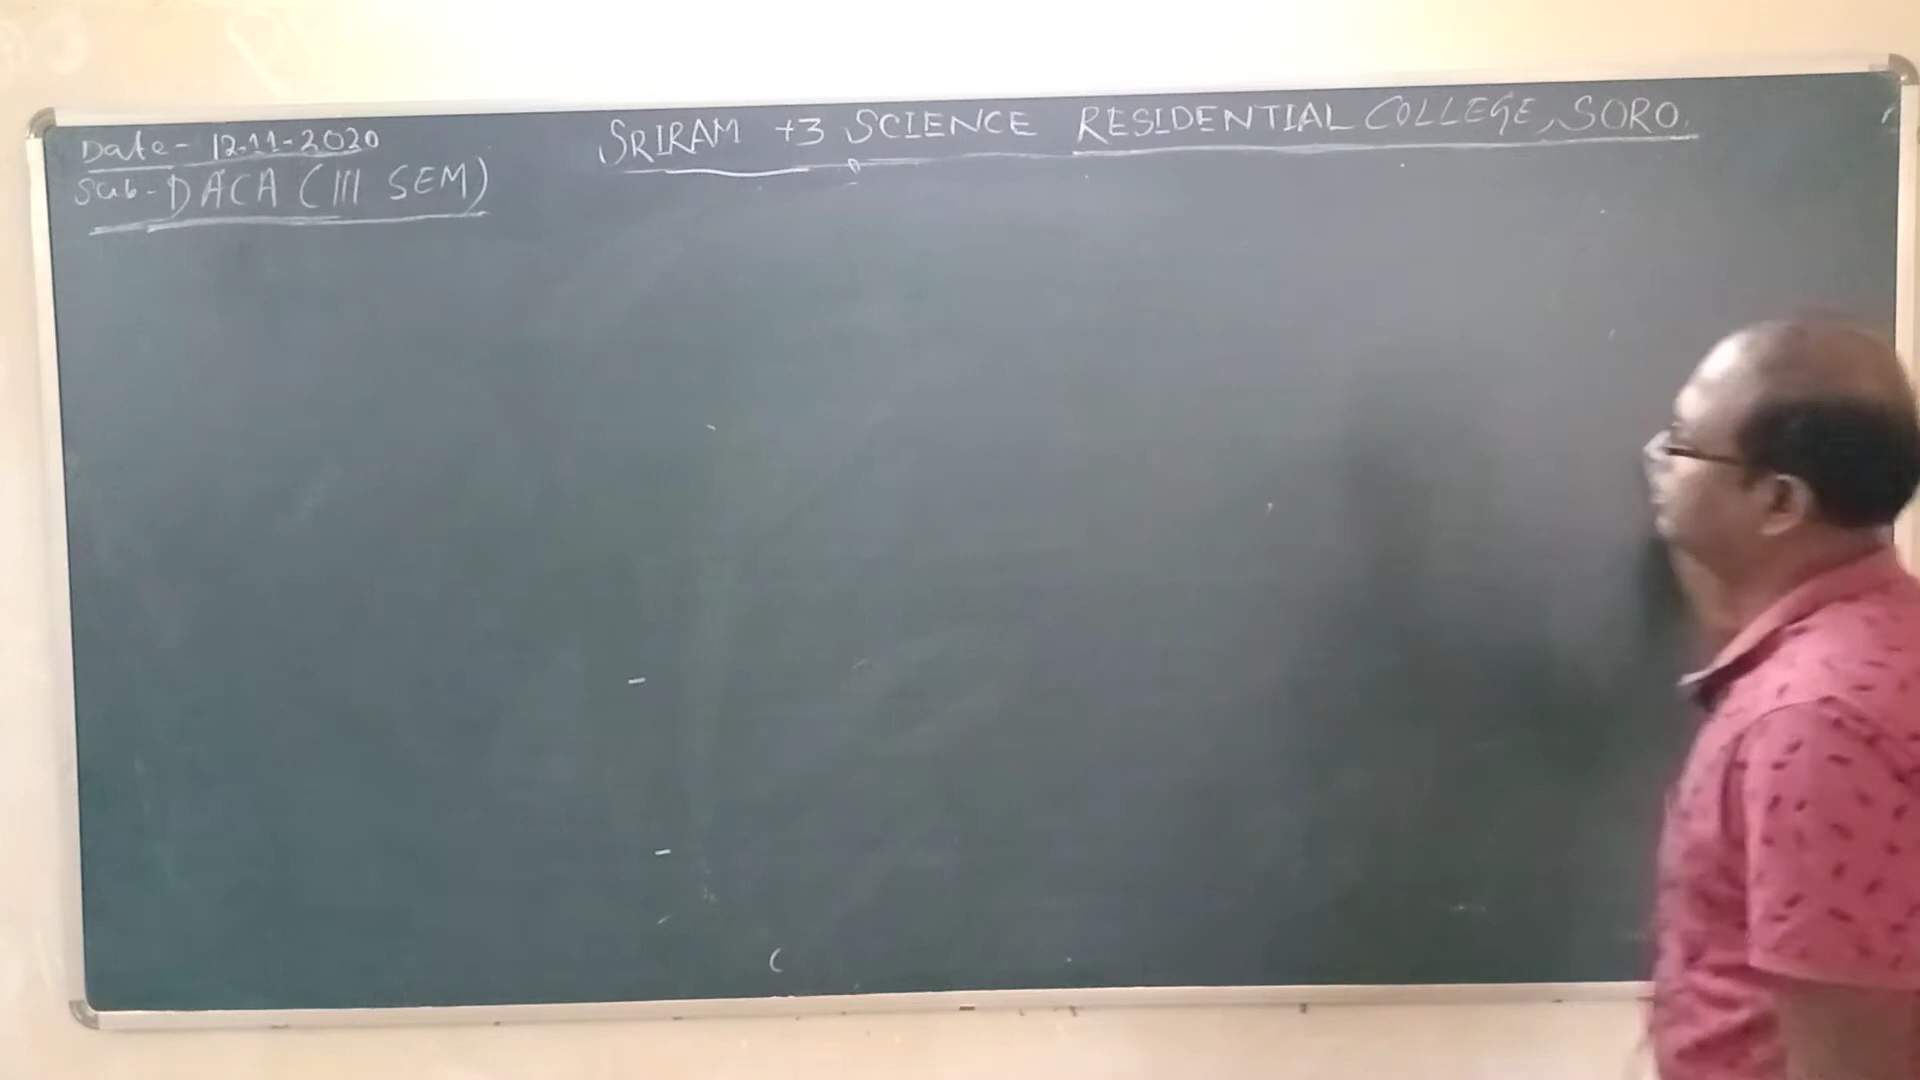 Date- 12-11-2020
SRIRAM +3 SCIENCE RESIDENTIAL COLLEGE, SORO.
Sub- DACA (III SEM)